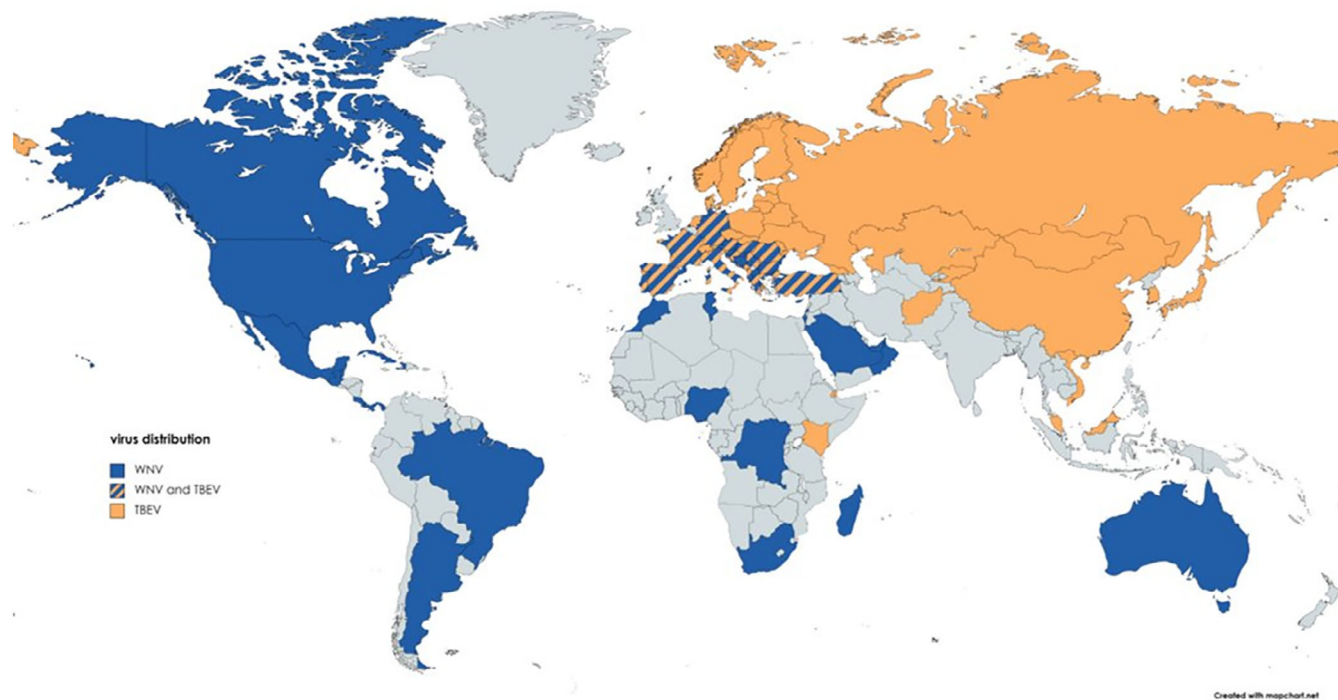 virus distribution
WNV
WNV and TBEV
TBEV
Created with mapchart.net